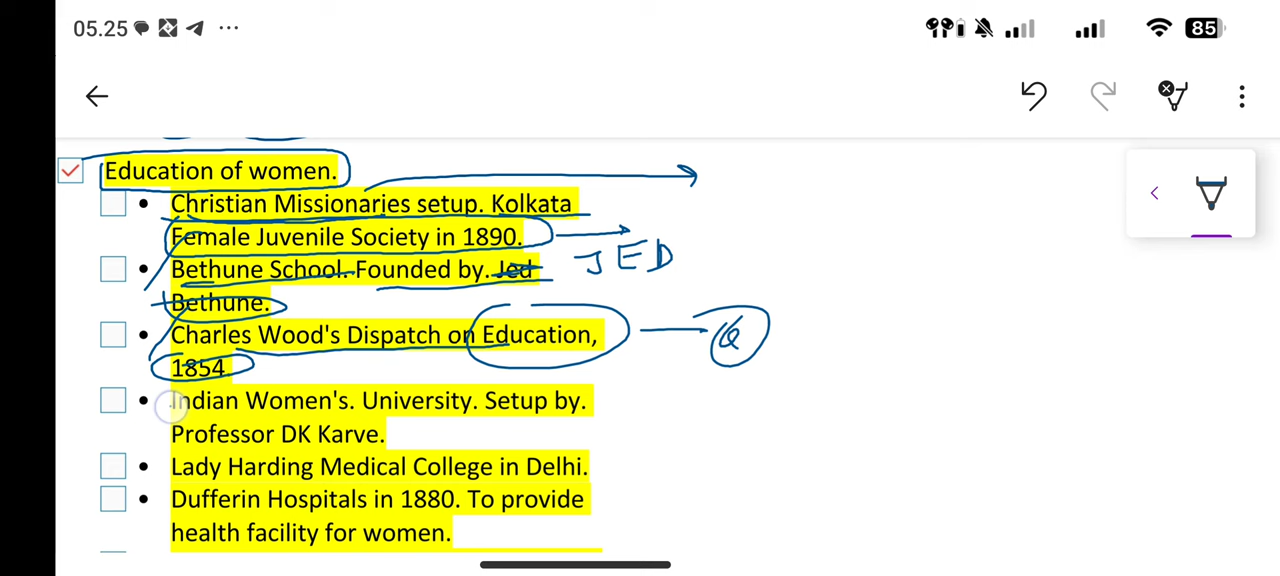 05.25
85
Education of women.
Christian Missionaries setup. Kolkata
Female Juvenile Society in 1890.
Bethune School. Founded by. Jed
JED
Bethune.
Charles Wood's Dispatch on Education,
1854.
Indian Women's. University. Setup by.
Professor DK Karve.
Lady Harding Medical College in Delhi.
Dufferin Hospitals in 1880. To provide
health facility for women.